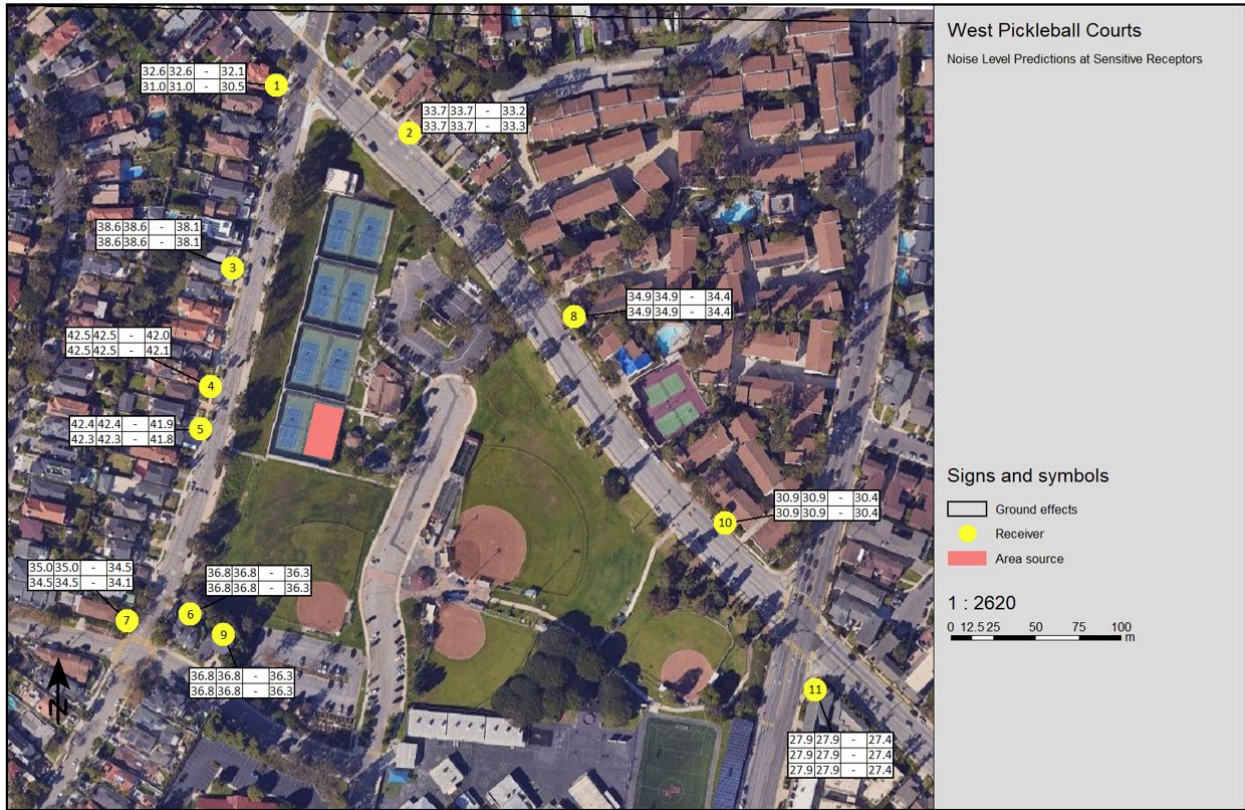 West Pickleball Courts
Noise Level Predictions at Sensitive Receptors
32.6 32.6 - 32.1
31.0 31.0 - 30.5
1
33.7 33.7 - 33.2
33.7 33.7 - 33.3
2
38.6 38.6 - 38.1
38.6 38.6 - 38.1
3
34.9 34.9 - 34.4
34.9 34.9 - 34.4
8
42.5 42.5 - 42.0
42.5 42.5 - 42.1
4
42.4 42.4 - 41.9
42.3 42.3 - 41.8
5
30.9 30.9 - 30.4
30.9 30.9 - 30.4
10
35.0 35.0 - 34.5
34.5 34.5 - 34.1
7
36.8 36.8 - 36.3
36.8 36.8 - 36.3
6
9
36.8 36.8 - 36.3
36.8 36.8 - 36.3
11
27.9 27.9 - 27.4
27.9 27.9 - 27.4
27.9 27.9 - 27.4
N
Signs and symbols
Ground effects
Receiver
Area source
1 : 2620
0 12.5 25 50 75 100
m